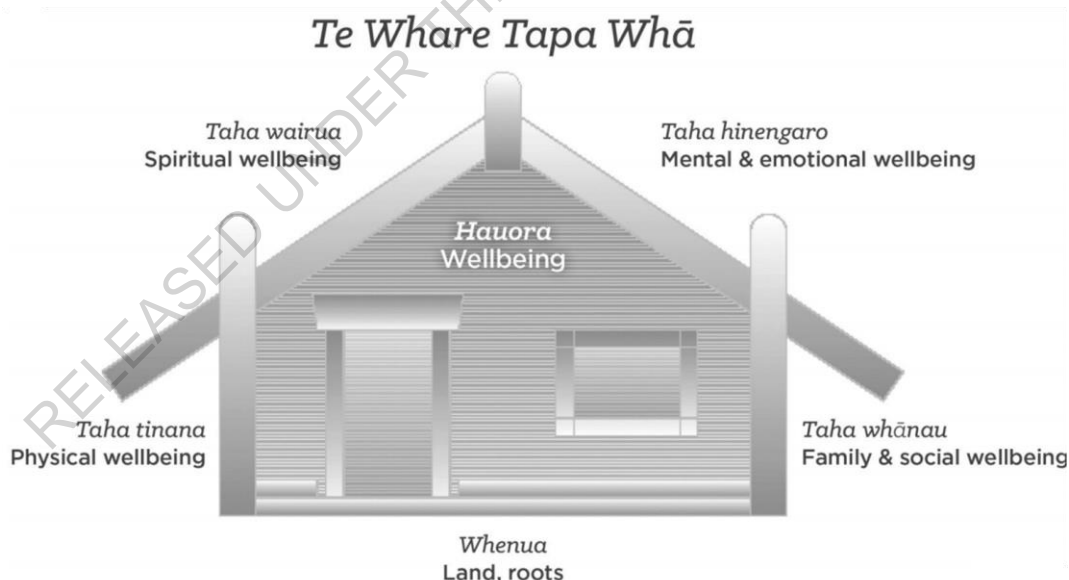 Te Whare Tapa Whā
Taha wairua
Spiritual wellbeing
Taha hinengaro
Mental & emotional wellbeing
Hauora
Wellbeing
Taha tinana
Physical wellbeing
Taha whānau
Family & social wellbeing
Whenua
Land, roots
RELEASED UNDER TH